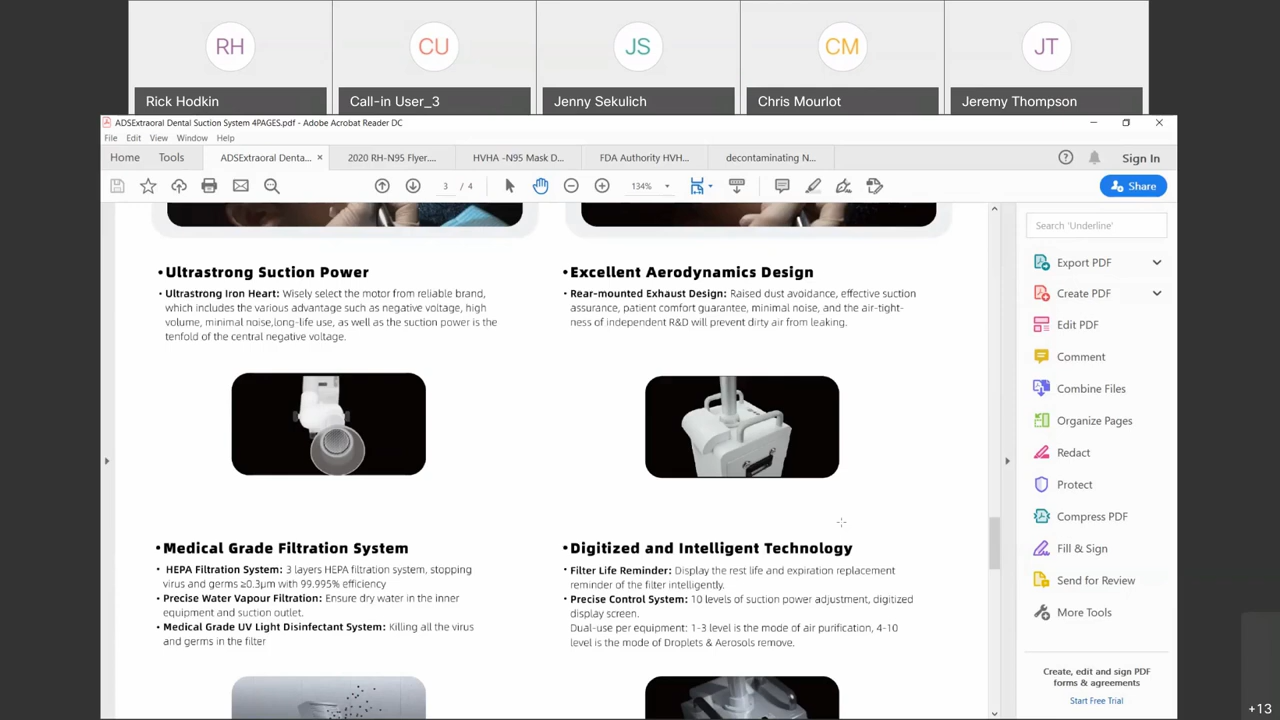 RH
CU
JS
CM
JT
Rick Hodkin
Call-in User_3
Jenny Sekulich
Chris Mourlot
Jeremy Thompson
ADSExtraoral Dental Suction System 4PAGES.pdf - Adobe Acrobat Reader DC
File Edit View Window Help
Home Tools ADSExtraoral Denta... × 2020 RH-N95 Flyer.... HVHA -N95 Mask D... FDA Authority HVH... decontaminating N... Sign In
3 / 4 134% Share
Search 'Underline'
Export PDF
Create PDF
Edit PDF
Comment
Combine Files
Organize Pages
Redact
Protect
Compress PDF
Fill & Sign
Send for Review
More Tools
Create, edit and sign PDF
forms & agreements
Start Free Trial
• Ultrastrong Suction Power
• Ultrastrong Iron Heart: Wisely select the motor from reliable brand,
which includes the various advantage such as negative voltage, high
volume, minimal noise,long-life use, as well as the suction power is the
tenfold of the central negative voltage.
• Excellent Aerodynamics Design
• Rear-mounted Exhaust Design: Raised dust avoidance, effective suction
assurance, patient comfort guarantee, minimal noise, and the air-tight-
ness of independent R&D will prevent dirty air from leaking.
• Medical Grade Filtration System
• HEPA Filtration System: 3 layers HEPA filtration system, stopping
virus and germs ≥0.3μm with 99.995% efficiency
• Precise Water Vapour Filtration: Ensure dry water in the inner
equipment and suction outlet.
• Medical Grade UV Light Disinfectant System: Killing all the virus
and germs in the filter
• Digitized and Intelligent Technology
• Filter Life Reminder: Display the rest life and expiration replacement
reminder of the filter intelligently.
• Precise Control System: 10 levels of suction power adjustment, digitized
display screen.
Dual-use per equipment: 1-3 level is the mode of air purification, 4-10
level is the mode of Droplets & Aerosols remove.
+13